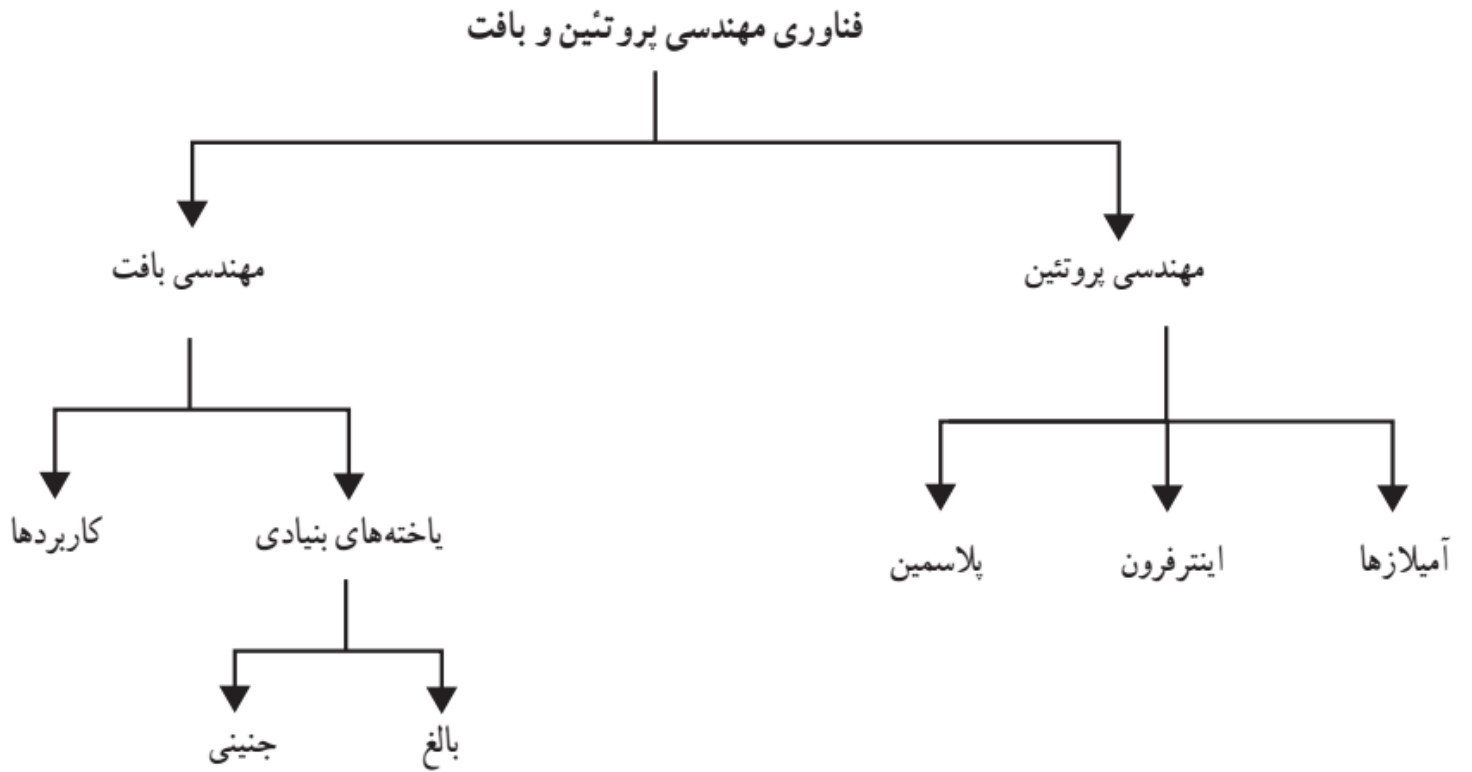 فناوری مهندسی پروتئین و بافت
مهندسی پروتئین
مهندسی بافت
آمیلازها
اینترفرون
پلاسمین
یاخته‌های بنیادی
کاربردها
بالغ
جنینی